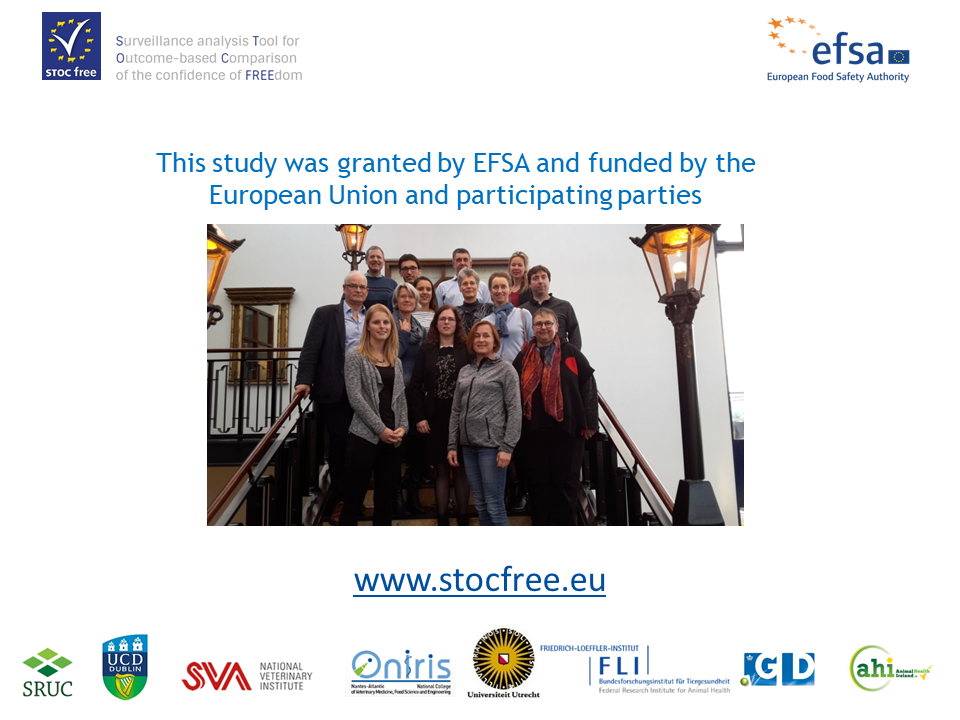 stoc free
Surveillance analysis Tool for
Outcome-based Comparison
of the confidence of FREEdom
efsa
European Food Safety Authority
This study was granted by EFSA and funded by the
European Union and participating parties
www.stocfree.eu
SRUC
UCD
DUBLIN
SVA
NATIONAL
VETERINARY
INSTITUTE
Oniris
Nantes-Atlantic National College
of Veterinary Medicine, Food Science and Engineering
Universiteit Utrecht
FRIEDRICH-LOEFFLER-INSTITUT
FLI
Bundesforschungsinstitut für Tiergesundheit
Federal Research Institute for Animal Health
GD
ahi
Animal Health
Ireland.ie